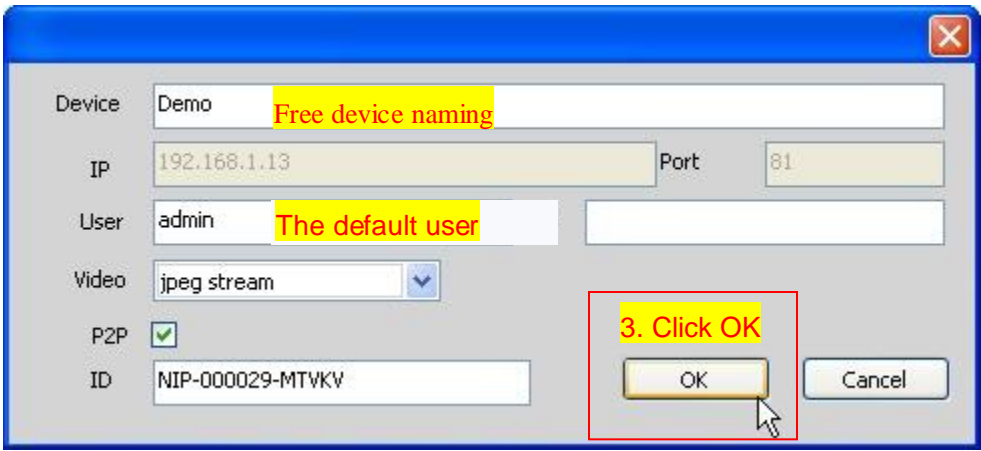 Device Demo Free device naming
IP 192.168.1.13 Port 81
User admin The default user
Video jpeg stream
P2P 3. Click OK
ID NIP-000029-MTVKV OK Cancel